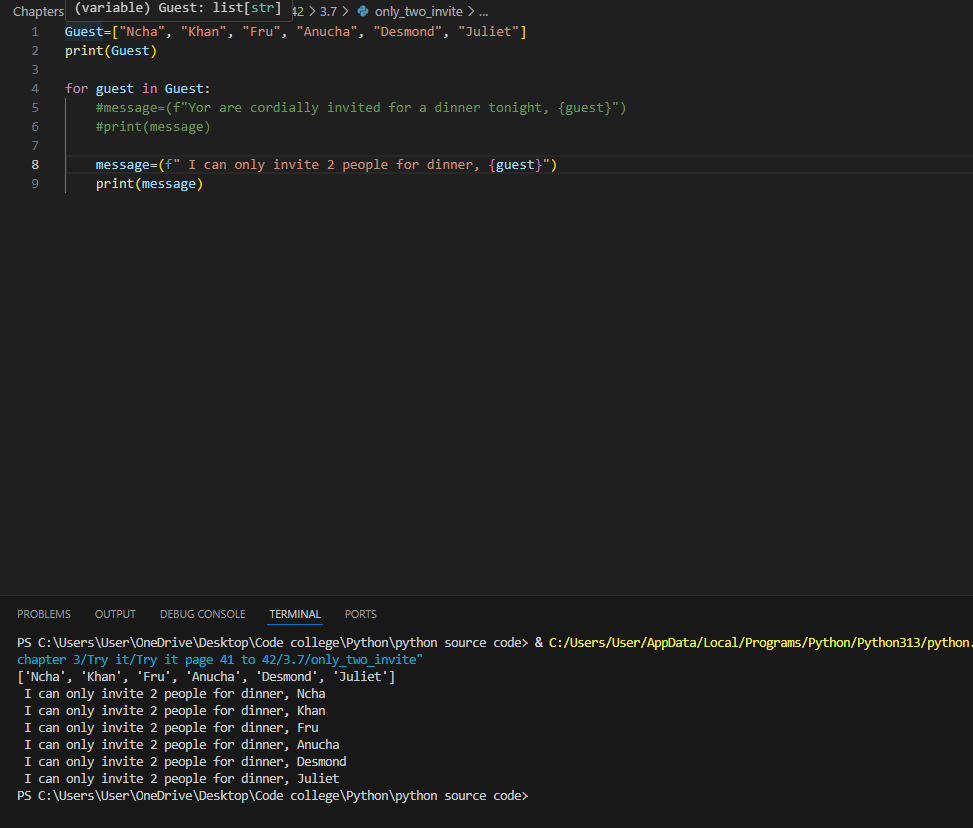 Chapters (variable) Guest: list[str] 42 > 3.7 > only_two_invite > ...
1 Guest=["Ncha", "Khan", "Fru", "Anucha", "Desmond", "Juliet"]
2 print(Guest)
3
4 for guest in Guest:
5 #message=(f"Yor are cordially invited for a dinner tonight, {guest}")
6 #print(message)
7
8 message=(f" I can only invite 2 people for dinner, {guest}")
9 print(message)
PROBLEMS OUTPUT DEBUG CONSOLE TERMINAL PORTS
PS C:\Users\User\OneDrive\Desktop\Code college\Python\python source code> & C:/Users/User/AppData/Local/Programs/Python/Python313/python.
chapter 3/Try it/Try it page 41 to 42/3.7/only_two_invite"
['Ncha', 'Khan', 'Fru', 'Anucha', 'Desmond', 'Juliet']
 I can only invite 2 people for dinner, Ncha
 I can only invite 2 people for dinner, Khan
 I can only invite 2 people for dinner, Fru
 I can only invite 2 people for dinner, Anucha
 I can only invite 2 people for dinner, Desmond
 I can only invite 2 people for dinner, Juliet
PS C:\Users\User\OneDrive\Desktop\Code college\Python\python source code>